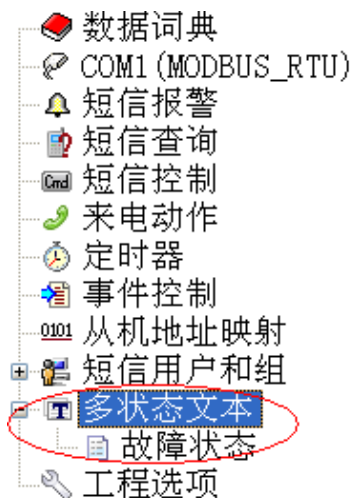 数据词典
COM1(MODBUS_RTU)
短信报警
短信查询
Cmd 短信控制
来电动作
定时器
事件控制
0101 从机地址映射
短信用户和组
T 多状态文本
故障状态
工程选项